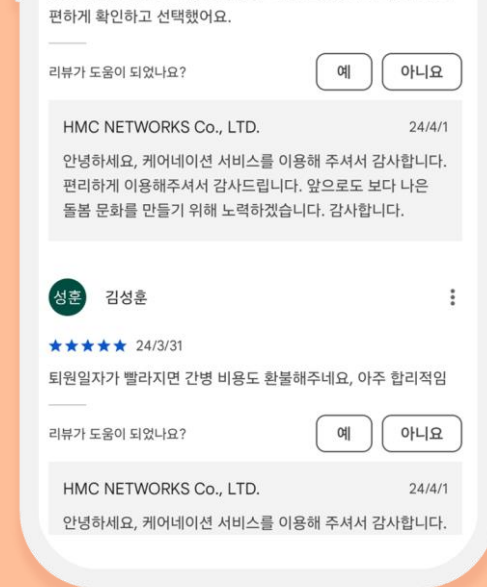 편하게 확인하고 선택했어요.
리뷰가 도움이 되었나요?
예
아니요
HMC NETWORKS Co., LTD.
24/4/1
안녕하세요, 케어네이션 서비스를 이용해 주셔서 감사합니다.
편리하게 이용해주셔서 감사드립니다. 앞으로도 보다 나은
돌봄 문화를 만들기 위해 노력하겠습니다. 감사합니다.
성훈
김성훈
24/3/31
퇴원일자가 빨라지면 간병 비용도 환불해주네요, 아주 합리적임
리뷰가 도움이 되었나요?
예
아니요
HMC NETWORKS Co., LTD.
24/4/1
안녕하세요, 케어네이션 서비스를 이용해 주셔서 감사합니다.